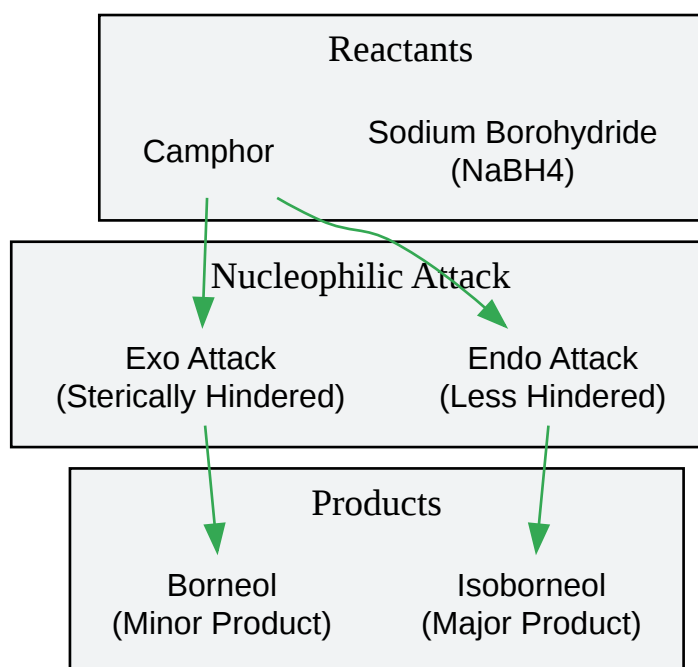 Reactants
Camphor
Sodium Borohydride
(NaBH4)
Nucleophilic Attack
Exo Attack
(Sterically Hindered)
Endo Attack
(Less Hindered)
Products
Borneol
(Minor Product)
Isoborneol
(Major Product)